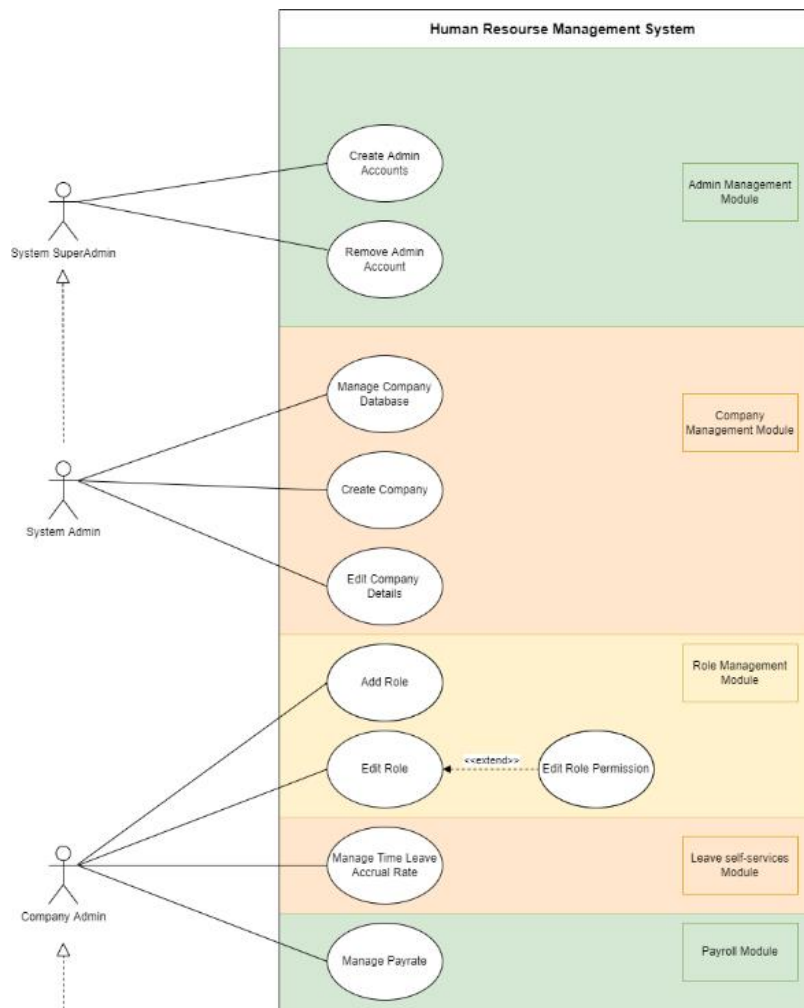 Human Resourse Management System
Create Admin
Accounts
Admin Management
Module
System SuperAdmin
Remove Admin
Account
Manage Company
Database
Company
Management Module
Create Company
System Admin
Edit Company
Details
Role Management
Module
Add Role
Edit Role
<<extend>>
Edit Role Permission
Manage Time Leave
Accrual Rate
Leave self-services
Module
Company Admin
Manage Payrate
Payroll Module